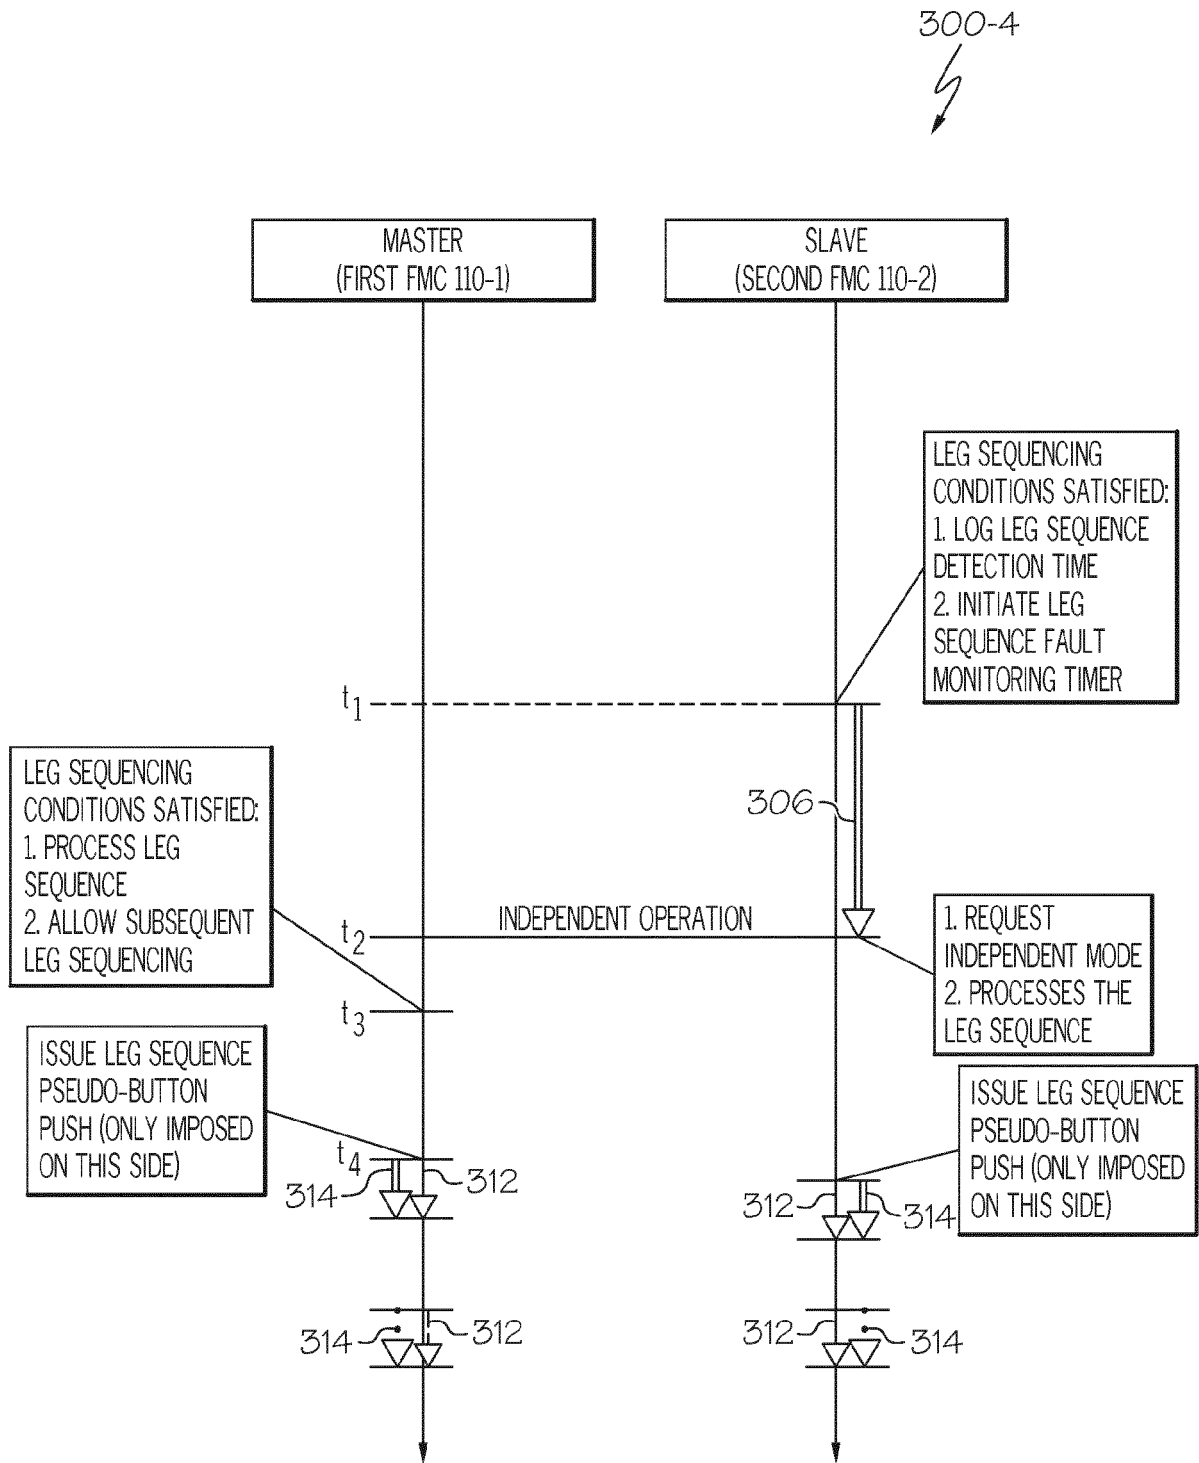 300-4
MASTER
(FIRST FMC 110-1)
SLAVE
(SECOND FMC 110-2)
LEG SEQUENCING
CONDITIONS SATISFIED:
1. LOG LEG SEQUENCE
DETECTION TIME
2. INITIATE LEG
SEQUENCE FAULT
MONITORING TIMER
t1
306
LEG SEQUENCING
CONDITIONS SATISFIED:
1. PROCESS LEG
SEQUENCE
2. ALLOW SUBSEQUENT
LEG SEQUENCING
INDEPENDENT OPERATION
t2
1. REQUEST
INDEPENDENT MODE
2. PROCESSES THE
LEG SEQUENCE
t3
ISSUE LEG SEQUENCE
PSEUDO-BUTTON
PUSH (ONLY IMPOSED
ON THIS SIDE)
t4
314
312
ISSUE LEG SEQUENCE
PSEUDO-BUTTON
PUSH (ONLY IMPOSED
ON THIS SIDE)
312
314
314
312
312
314